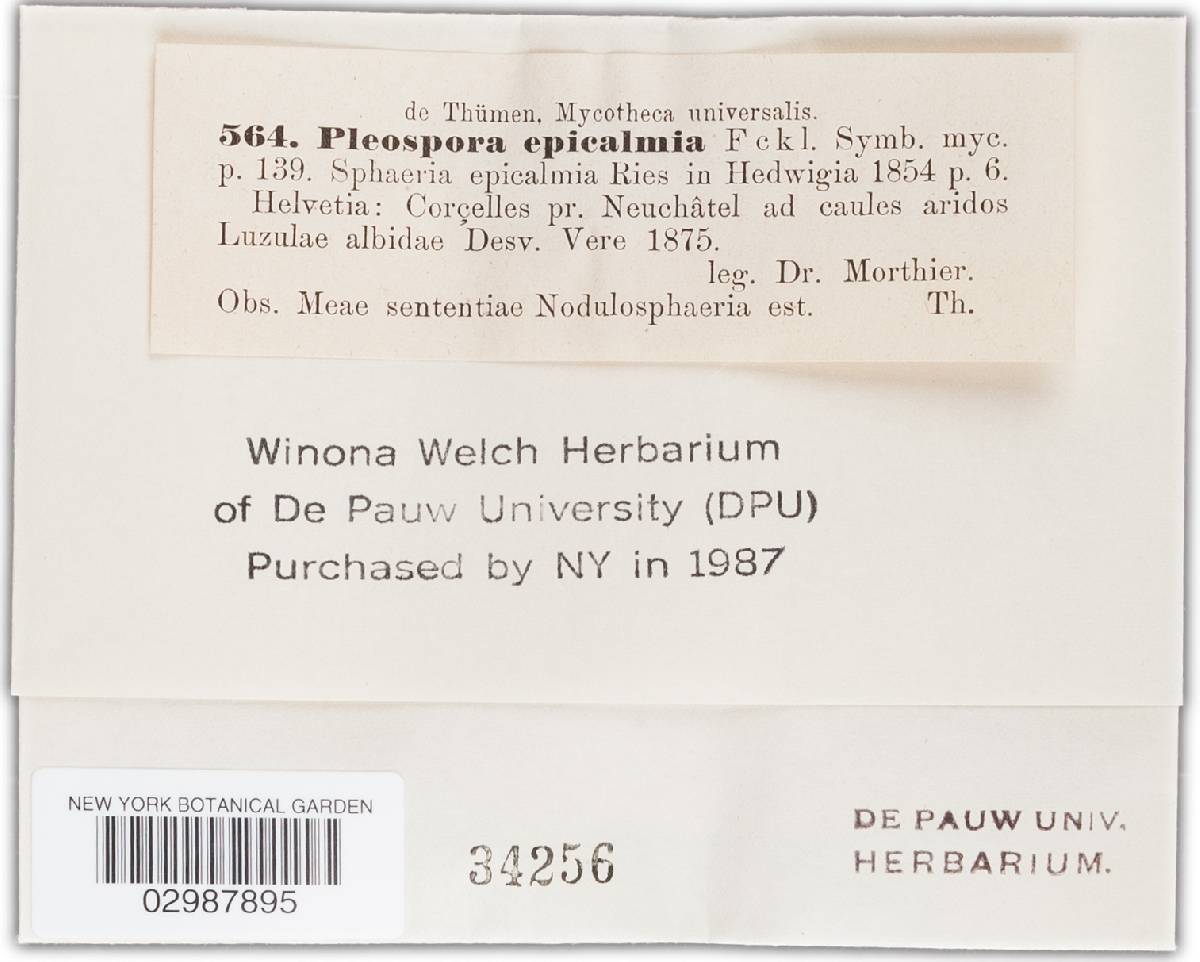 de Thümen, Mycotheca universalis.
564. Pleospora epicalmia Fckl. Symb. myc.
p. 139. Sphaeria epicalmia Ries in Hedwigia 1854 p. 6.
Helvetia: Corçelles pr. Neuchâtel ad caules aridos
Luzulae albidae Desv. Vere 1875.
leg. Dr. Morthier.
Obs. Meae sententiae Nodulosphaeria est. Th.
Winona Welch Herbarium
of De Pauw University (DPU)
Purchased by NY in 1987
NEW YORK BOTANICAL GARDEN
02987895
34256
DE PAUW UNIV.
HERBARIUM.